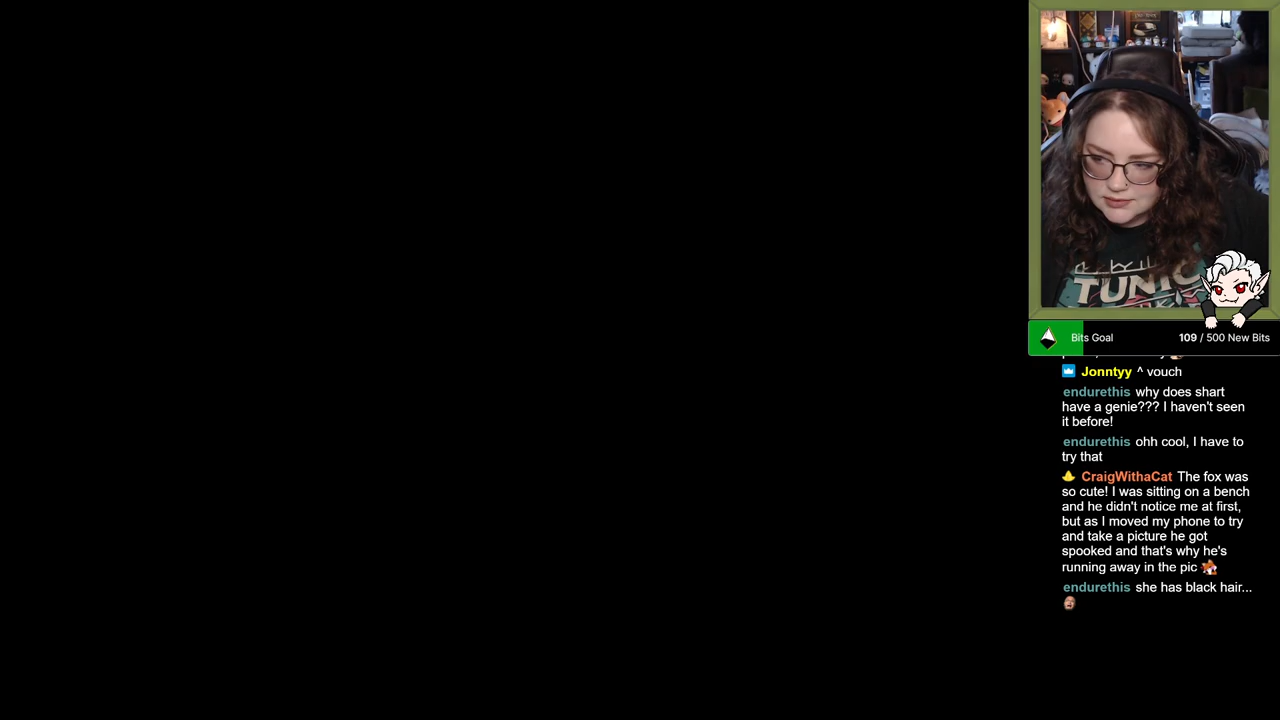 TUNIC
Bits Goal 109 / 500 New Bits
Jonntyy ^ vouch
endurethis why does shart
have a genie??? I haven't seen
it before!
endurethis ohh cool, I have to
try that
CraigWithaCat The fox was
so cute! I was sitting on a bench
and he didn't notice me at first,
but as I moved my phone to try
and take a picture he got
spooked and that's why he's
running away in the pic
endurethis she has black hair...